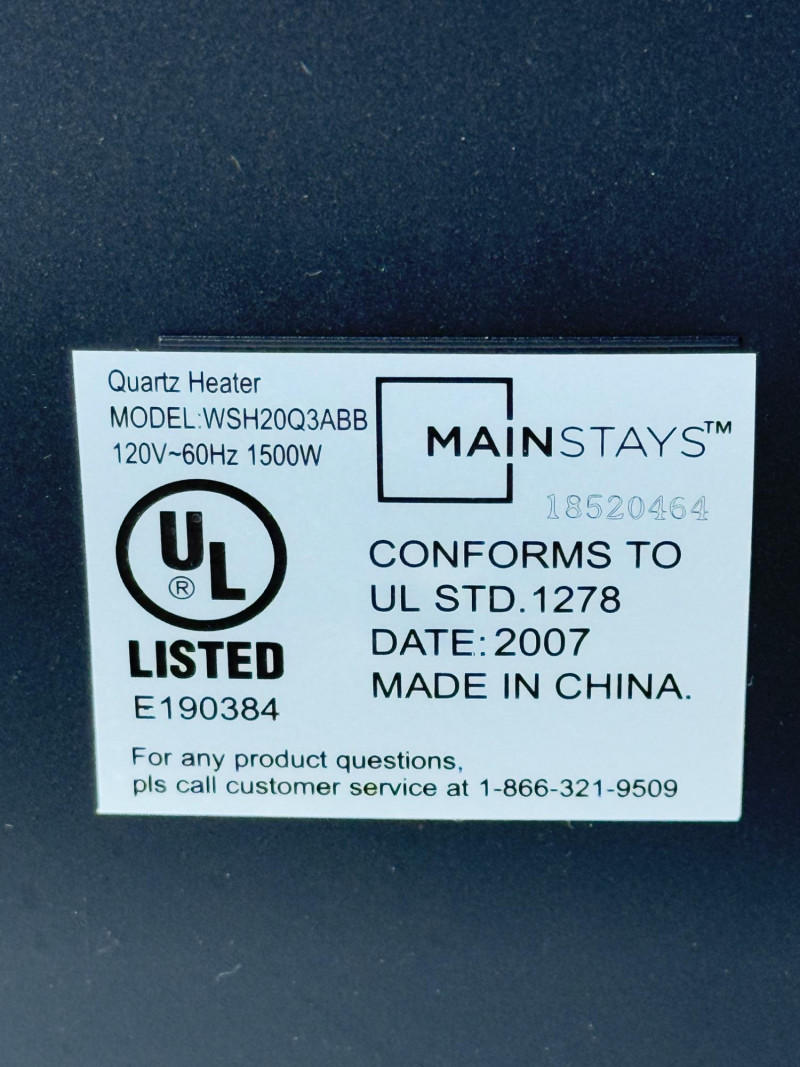 Quartz Heater
MODEL:WSH20Q3ABB
120V~60Hz 1500W
MAINSTAYS™
18520464
UL ®
LISTED
E190384
CONFORMS TO
UL STD.1278
DATE: 2007
MADE IN CHINA.
For any product questions,
pls call customer service at 1-866-321-9509